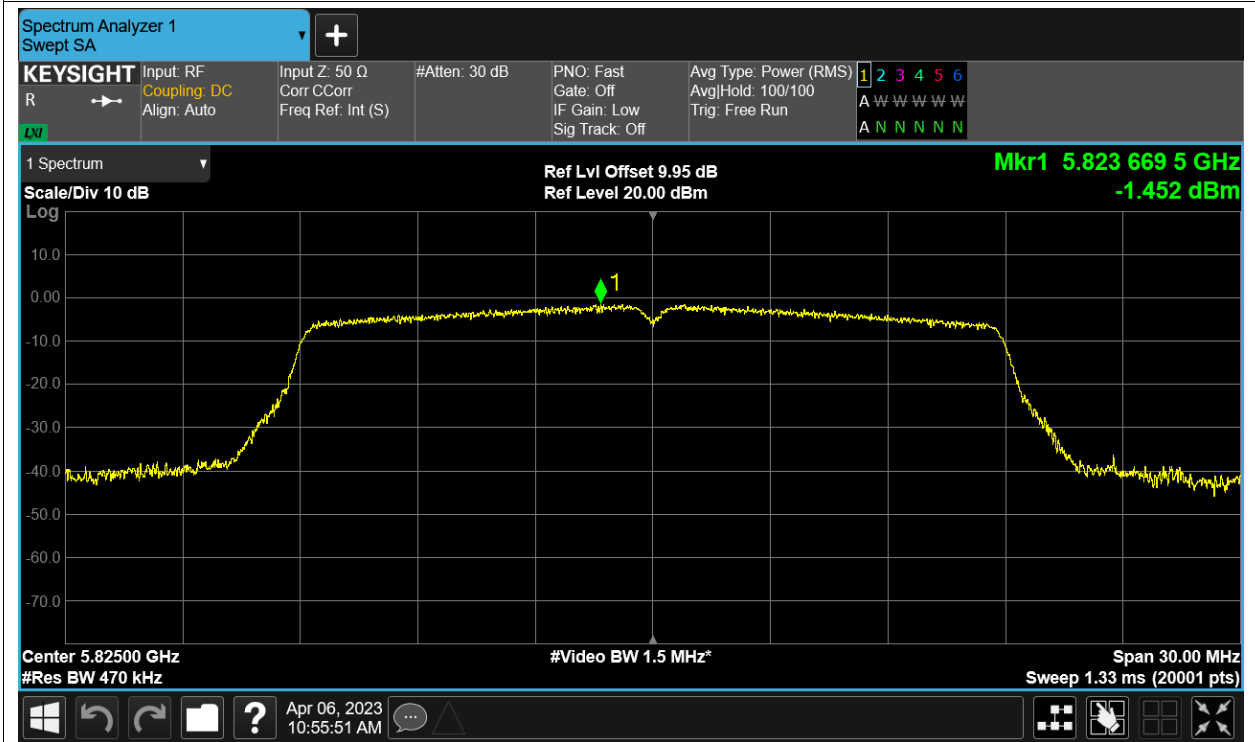 Spectrum Analyzer 1
Swept SA
+
KEYSIGHT Input: RF Input Z: 50 Ω #Atten: 30 dB PNO: Fast Avg Type: Power (RMS) 1 2 3 4 5 6
R Coupling: DC Corr CCorr Gate: Off Avg|Hold: 100/100 A W W W W W
Align: Auto Freq Ref: Int (S) IF Gain: Low Trig: Free Run
LXI Sig Track: Off A N N N N N
1 Spectrum
Ref Lvl Offset 9.95 dB
Mkr1 5.823 669 5 GHz
Scale/Div 10 dB Ref Level 20.00 dBm -1.452 dBm
Log
10.0
1
0.00
-10.0
-20.0
-30.0
-40.0
-50.0
-60.0
-70.0
Center 5.82500 GHz #Video BW 1.5 MHz* Span 30.00 MHz
#Res BW 470 kHz Sweep 1.33 ms (20001 pts)
? Apr 06, 2023
10:55:51 AM